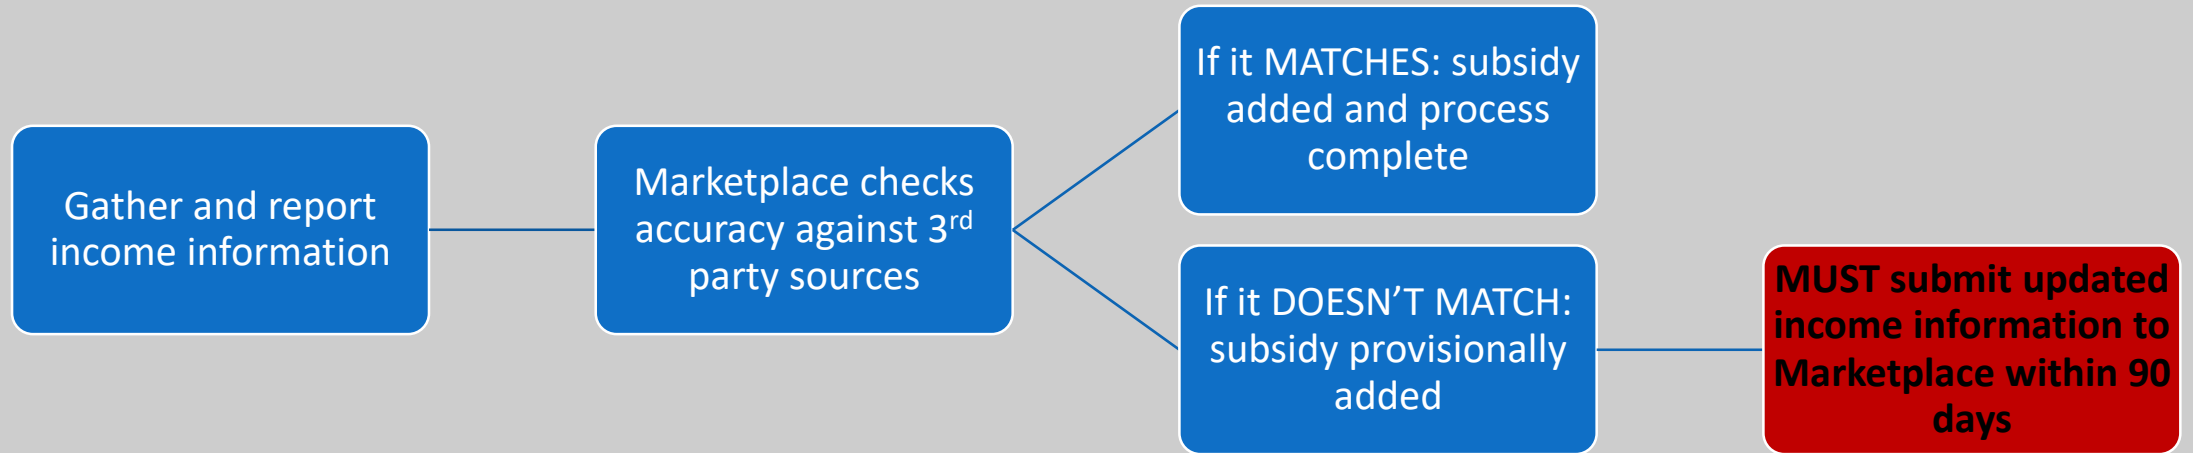 Gather and report
income information
Marketplace checks
accuracy against 3rd
party sources
If it MATCHES: subsidy
added and process
complete
If it DOESN’T MATCH:
subsidy provisionally
added
MUST submit updated
income information to
Marketplace within 90
days